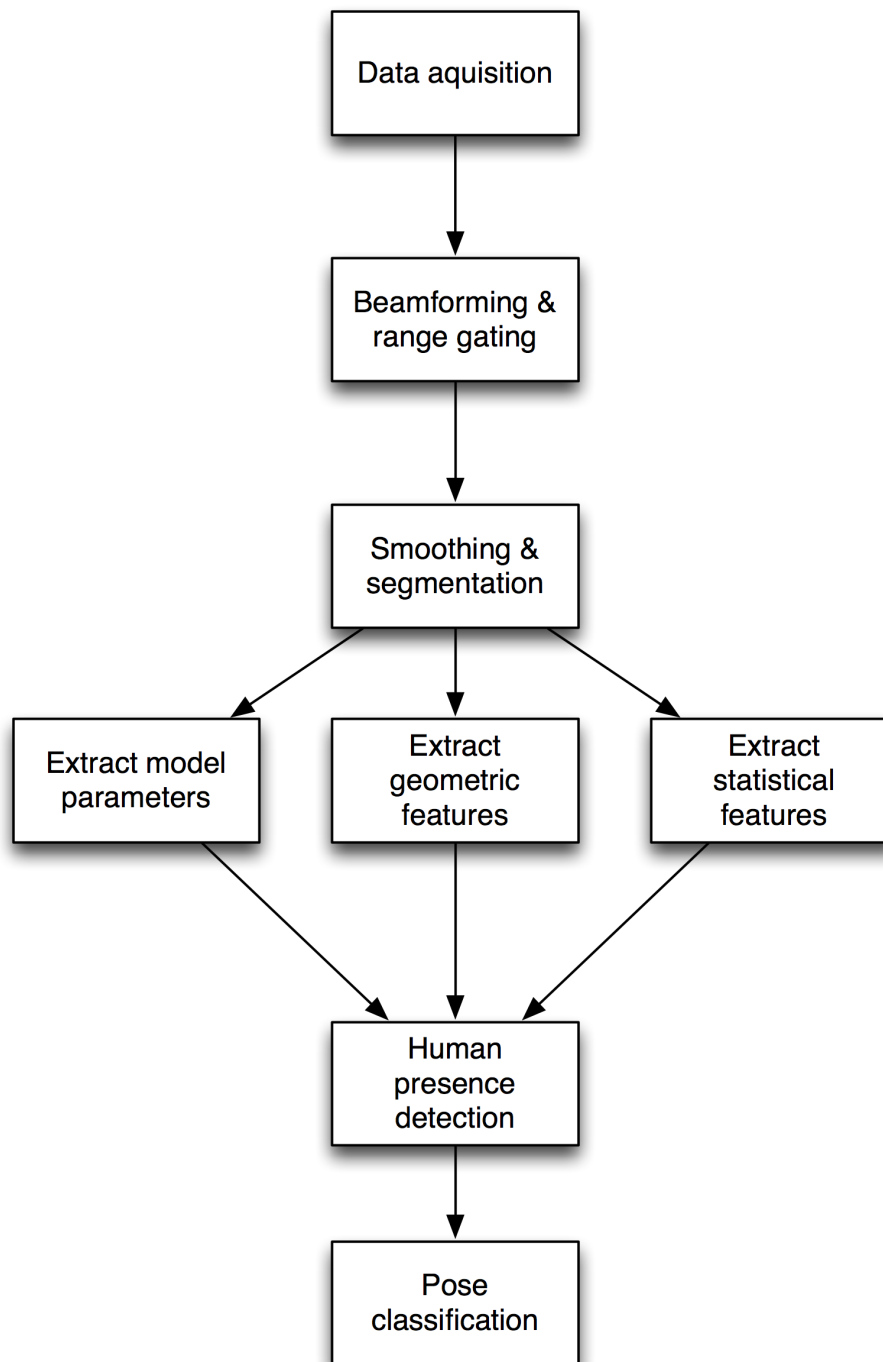 Data aquisition
Beamforming &
range gating
Smoothing &
segmentation
Extract model
parameters
Extract
geometric
features
Extract
statistical
features
Human
presence
detection
Pose
classification